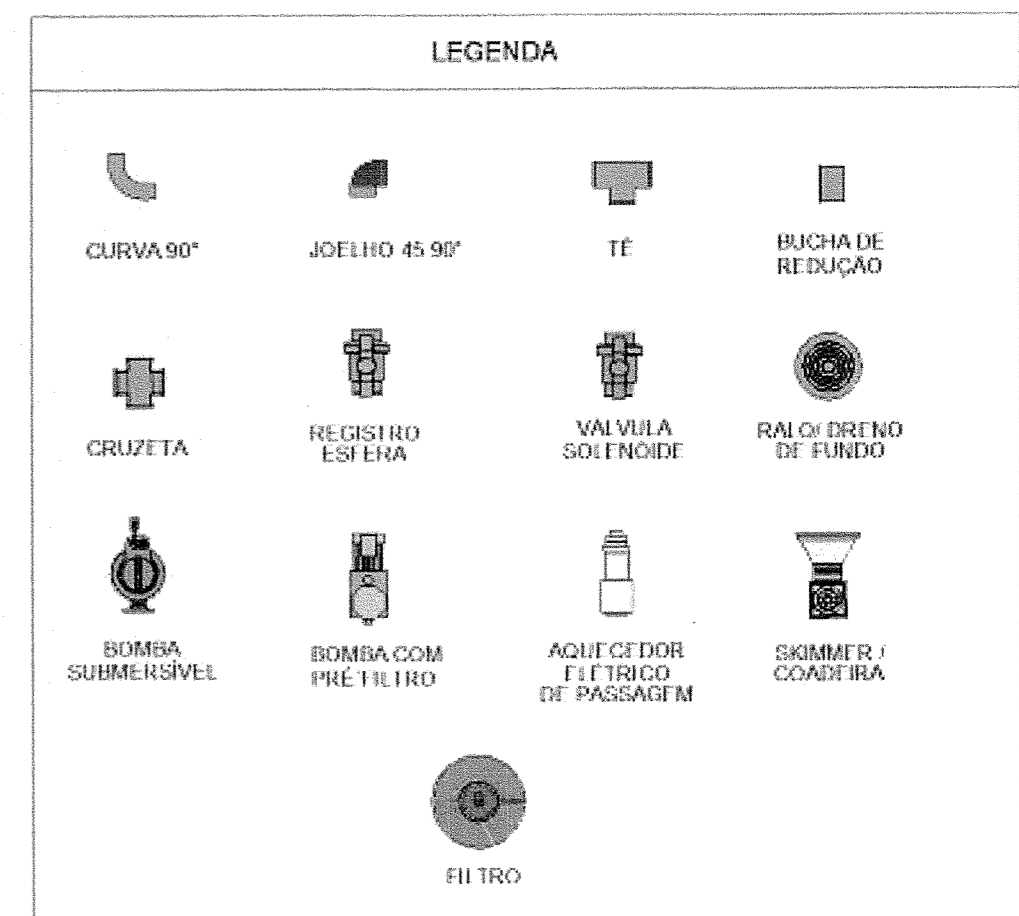 LEGENDA
CURVA 90°
JOELHO 45 90°
TÊ
BUCHA DE
REDUÇÃO
CRUZETA
REGISTRO
ESFERA
VÁLVULA
SOLENÓIDE
RALO/ DRENO
DE FUNDO
BOMBA
SUBMERSÍVEL
BOMBA COM
PRÉ FILTRO
AQUECEDOR
ELÉTRICO
DE PASSAGEM
SKIMMER /
COADEIRA
FILTRO